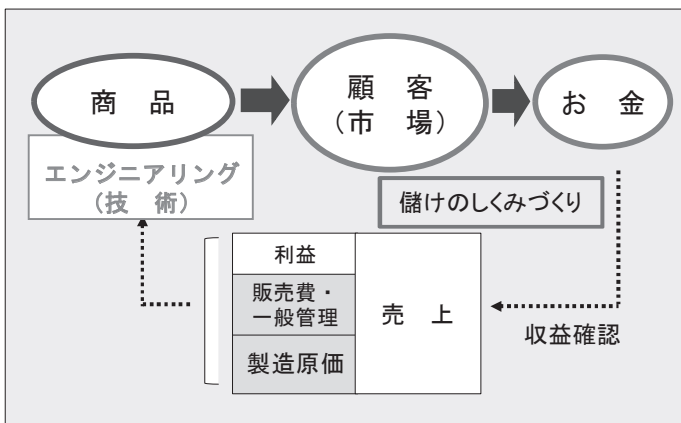 商　品
顧　客
（市　場）
お　金
エンジニアリング
（技　術）
儲けのしくみづくり
利益
販売費・
一般管理
製造原価
売　上
収益確認